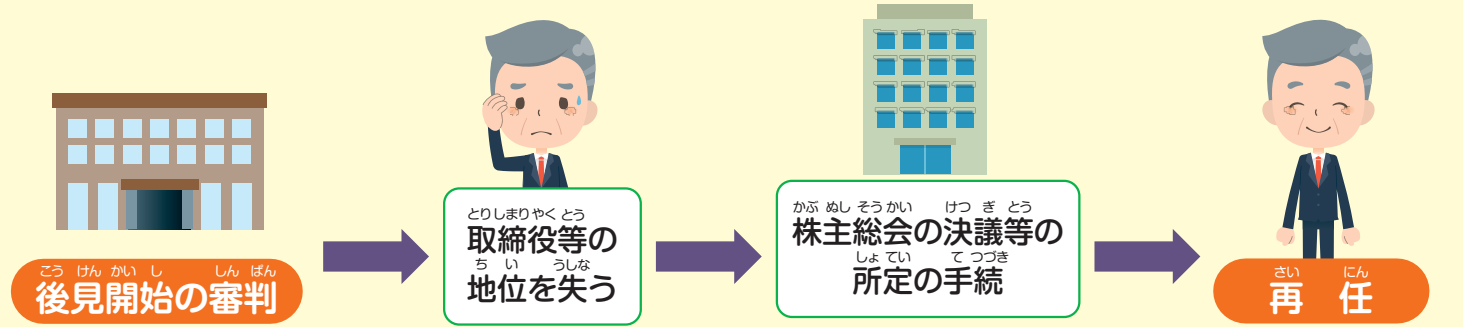 こうけんかいし しんぱん
後見開始の審判
とりしまりやくとう
取締役等の
ちい うしな
地位を失う
かぶぬしそうかい けつぎとう
株主総会の決議等の
しょてい てつづき
所定の手続
さいにん
再任